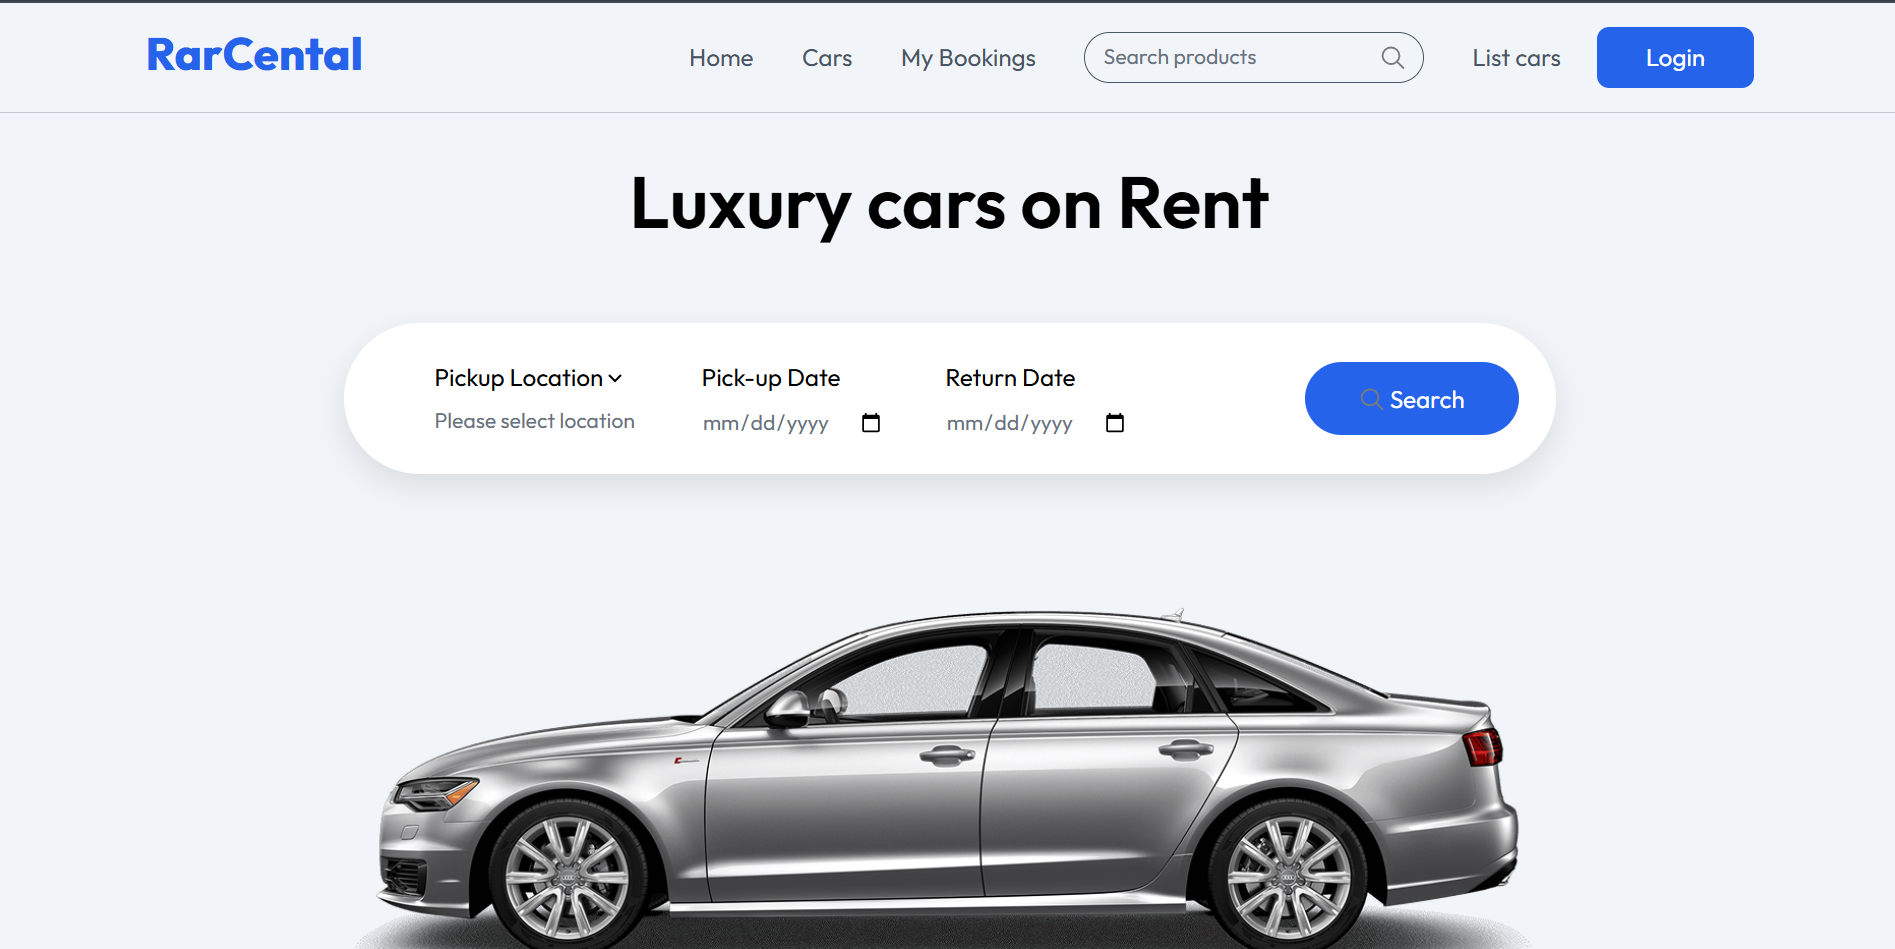 RarCental
Home
Cars
My Bookings
Search products
List cars
Login
Luxury cars on Rent
Pickup Location
Please select location
Pick-up Date
mm/dd/yyyy
Return Date
mm/dd/yyyy
Search